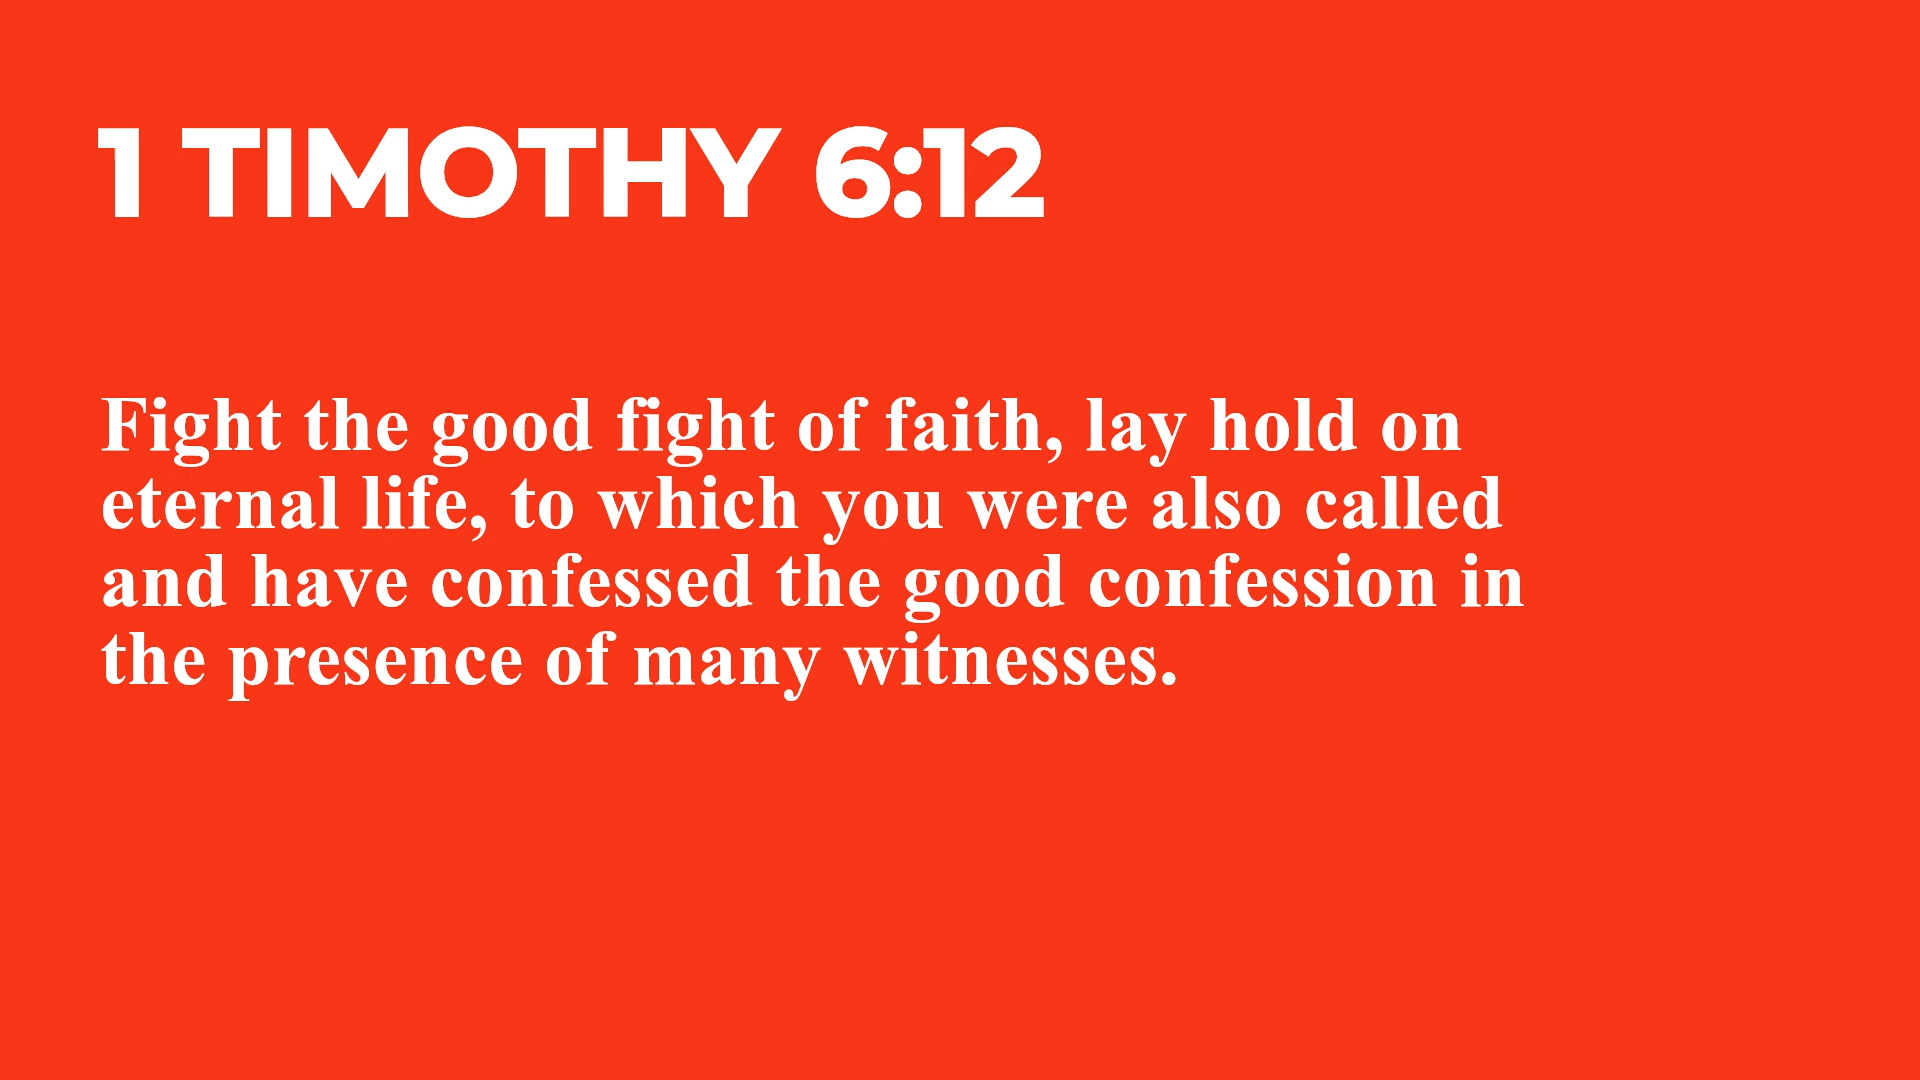 1 TIMOTHY 6:12
Fight the good fight of faith, lay hold on
eternal life, to which you were also called
and have confessed the good confession in
the presence of many witnesses.